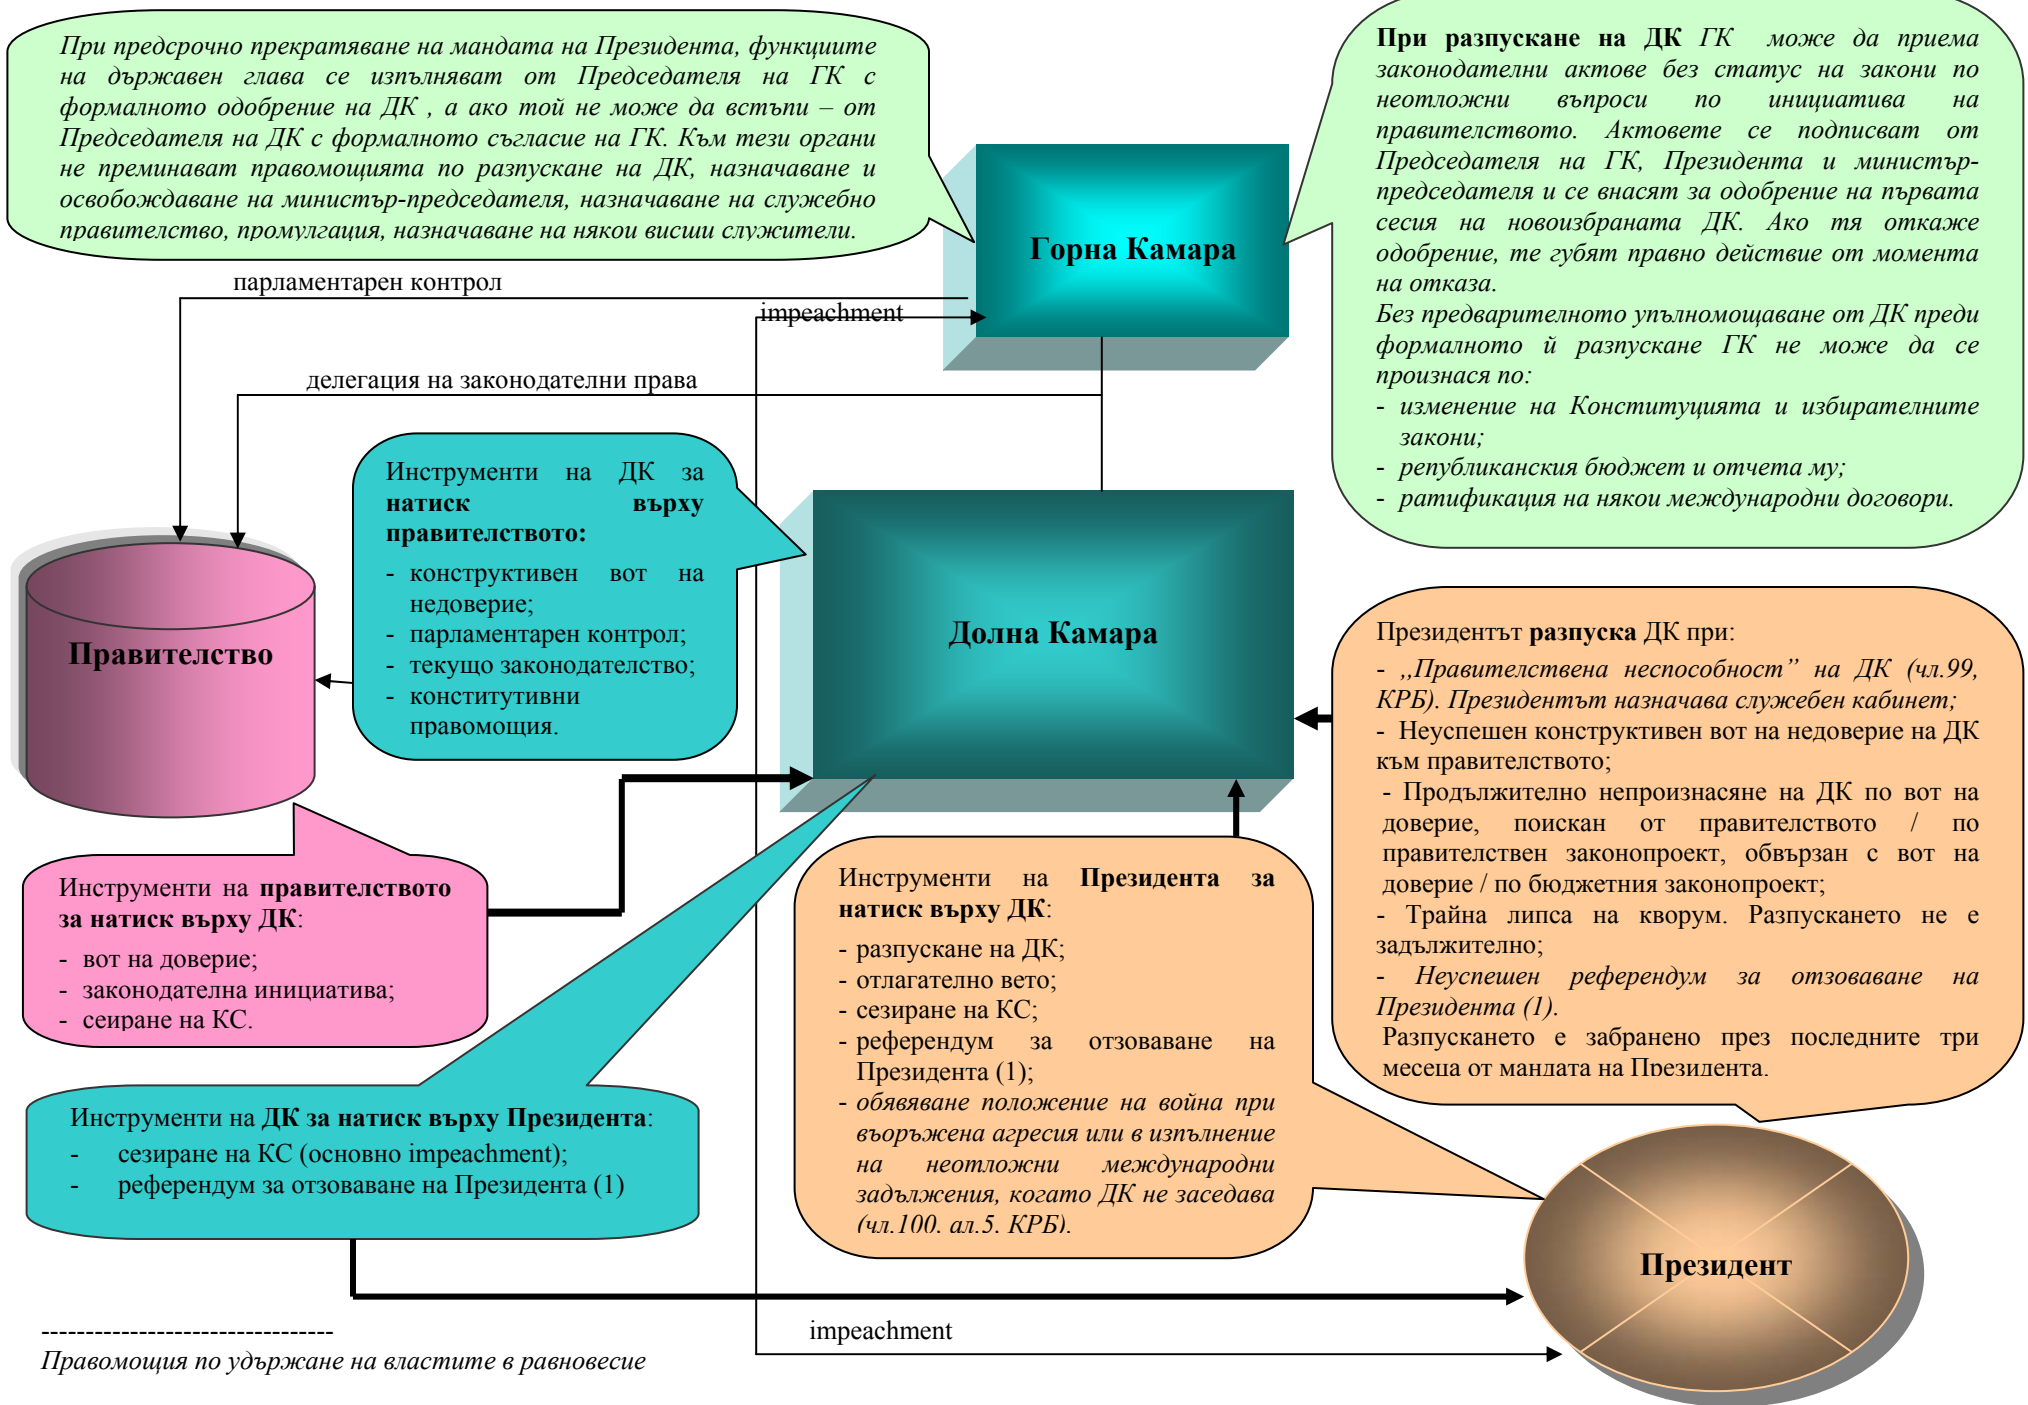 При предсрочно прекратяване на мандата на Президента, функциите
на държавен глава се изпълняват от Председателя на ГК с
формалното одобрение на ДК , а ако той не може да встъпи – от
Председателя на ДК с формалното съгласие на ГК. Към тези органи
не преминават правомощията по разпускане на ДК, назначаване и
освобождаване на министър-председателя, назначаване на служебно
правителство, промулгация, назначаване на някои висши служители.
При разпускане на ДК ГК може да приема
законодателни актове без статус на закони по
неотложни въпроси по инициатива на
правителството. Актовете се подписват от
Председателя на ГК, Президента и министър-
председателя и се внасят за одобрение на първата
сесия на новоизбраната ДК. Ако тя откаже
одобрение, те губят правно действие от момента
на отказа.
Без предварителното упълномощаване от ДК преди
формалното й разпускане ГК не може да се
произнася по:
- изменение на Конституцията и избирателните
закони;
- републиканския бюджет и отчета му;
- ратификация на някои международни договори.
Горна Камара
парламентарен контрол
impeachment
делегация на законодателни права
Инструменти на ДК за
натиск върху
правителството:
- конструктивен вот на
недоверие;
- парламентарен контрол;
- текущо законодателство;
- конститутивни
правомощия.
Правителство
Долна Камара
Президентът разпуска ДК при:
- ,,Правителствена неспособност” на ДК (чл.99,
КРБ). Президентът назначава служебен кабинет;
- Неуспешен конструктивен вот на недоверие на ДК
към правителството;
- Продължително непроизнасяне на ДК по вот на
доверие, поискан от правителството / по
правителствен законопроект, обвързан с вот на
доверие / по бюджетния законопроект;
- Трайна липса на кворум. Разпускането не е
задължително;
- Неуспешен референдум за отзоваване на
Президента (1).
Разпускането е забранено през последните три
месеца от мандата на Президента.
Инструменти на правителството
за натиск върху ДК:
- вот на доверие;
- законодателна инициатива;
- сеиране на КС.
Инструменти на Президента за
натиск върху ДК:
- разпускане на ДК;
- отлагателно вето;
- сезиране на КС;
- референдум за отзоваване на
Президента (1);
- обявяване положение на война при
въоръжена агресия или в изпълнение
на неотложни международни
задължения, когато ДК не заседава
(чл.100, ал.5, КРБ).
Инструменти на ДК за натиск върху Президента:
- сезиране на КС (основно impeachment);
- референдум за отзоваване на Президента (1)
Президент
impeachment
---------------------------------
Правомощия по удържане на властите в равновесие